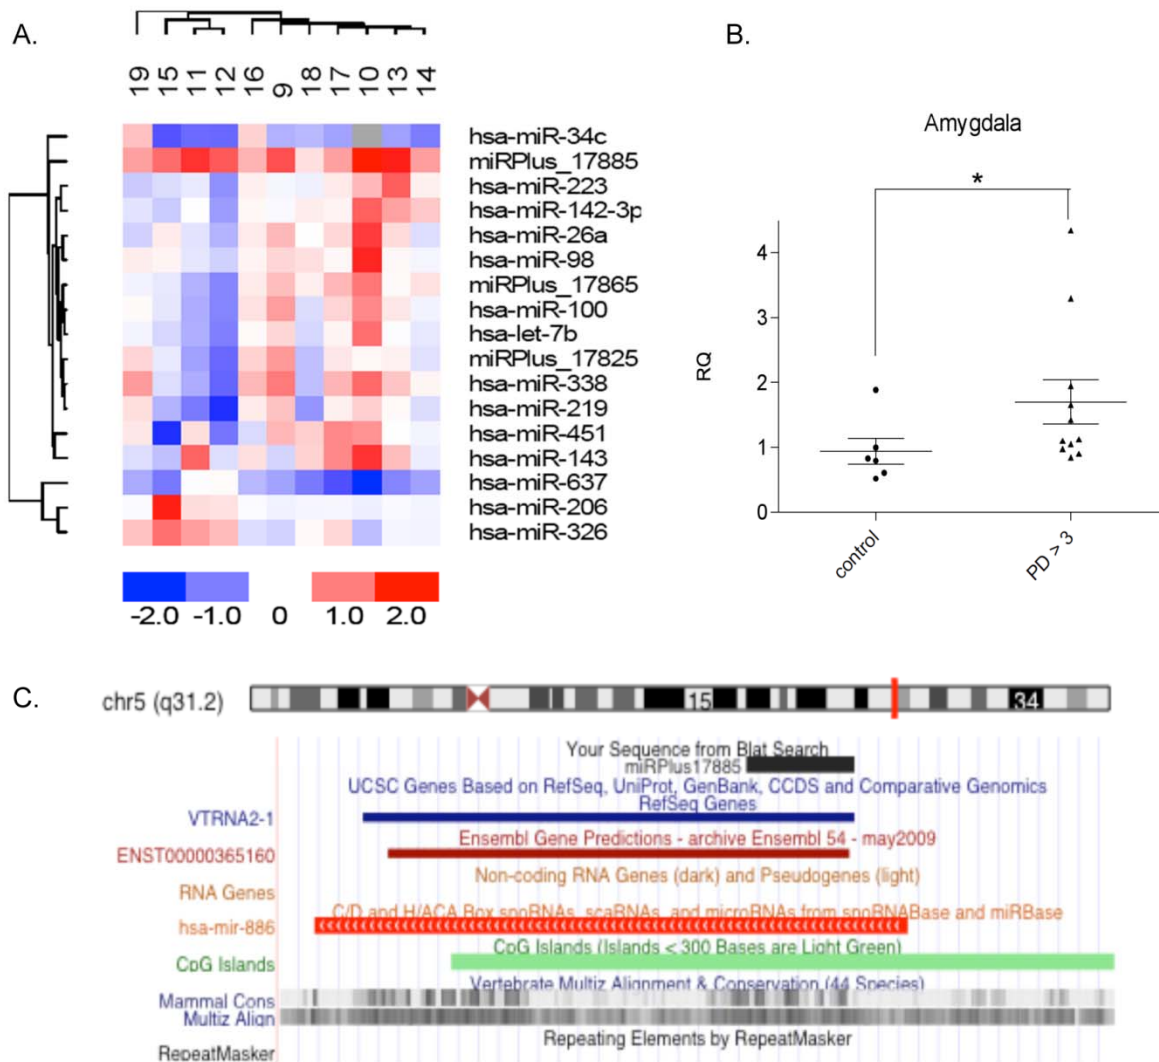 A.
19 15 11 12 16 9 18 17 10 13 14
hsa-miR-34c
miRPlus_17885
hsa-miR-223
hsa-miR-142-3p
hsa-miR-26a
hsa-miR-98
miRPlus_17865
hsa-miR-100
hsa-let-7b
miRPlus_17825
hsa-miR-338
hsa-miR-219
hsa-miR-451
hsa-miR-143
hsa-miR-637
hsa-miR-206
hsa-miR-326
-2.0 -1.0 0 1.0 2.0
B.
Amygdala
*
4
3
2
1
0
RQ
control
PD > 3
C.
chr5 (q31.2)
15
34
Your Sequence from Blat Search
miRPlus17885
UCSC Genes Based on RefSeq, UniProt, GenBank, CCDS and Comparative Genomics
RefSeq Genes
VTRNA2-1
Ensembl Gene Predictions - archive Ensembl 54 - may2009
ENST00000365160
Non-coding RNA Genes (dark) and Pseudogenes (light)
RNA Genes
C/D and H/ACA Box snoRNAs, scaRNAs, and microRNAs from snoRNABase and miRBase
hsa-mir-886
CpG Islands (Islands < 300 Bases are Light Green)
CpG Islands
Vertebrate Multiz Alignment & Conservation (44 Species)
Mammal Cons
Multiz Align
Repeating Elements by RepeatMasker
RepeatMasker